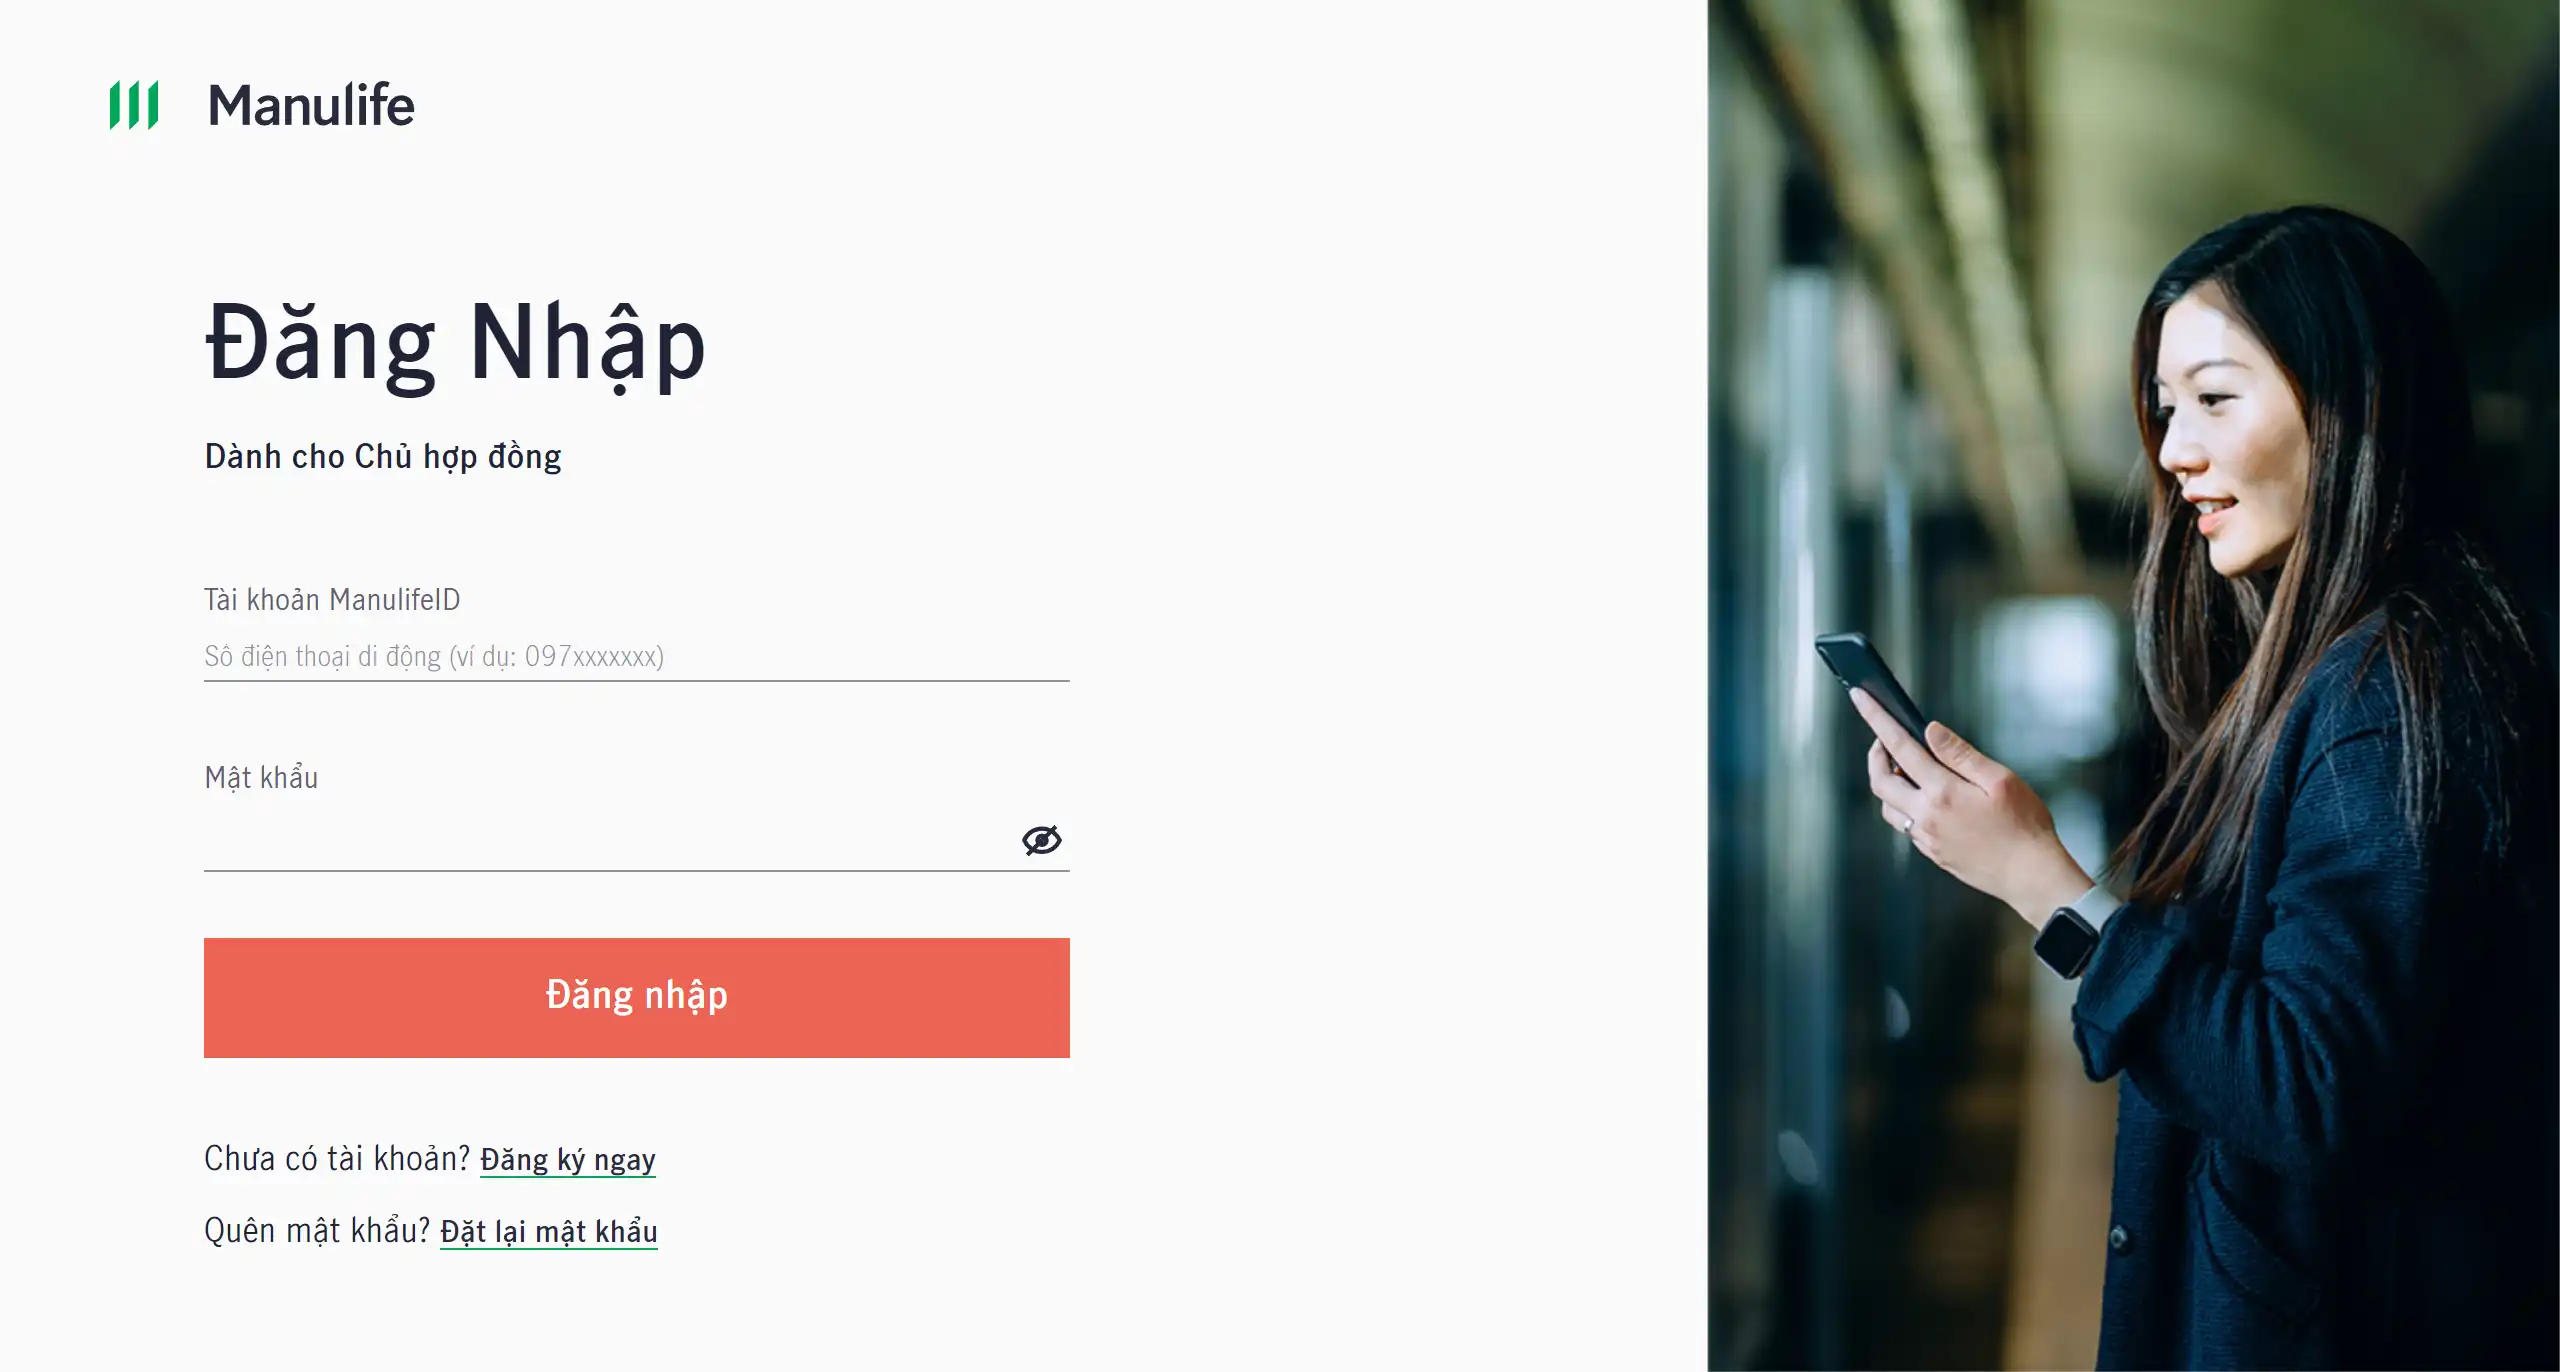 Manulife
Đăng Nhập
Dành cho Chủ hợp đồng
Tài khoản ManulifeID
Số điện thoại di động (ví dụ: 097xxxxxxx)
Mật khẩu
Đăng nhập
Chưa có tài khoản? Đăng ký ngay
Quên mật khẩu? Đặt lại mật khẩu